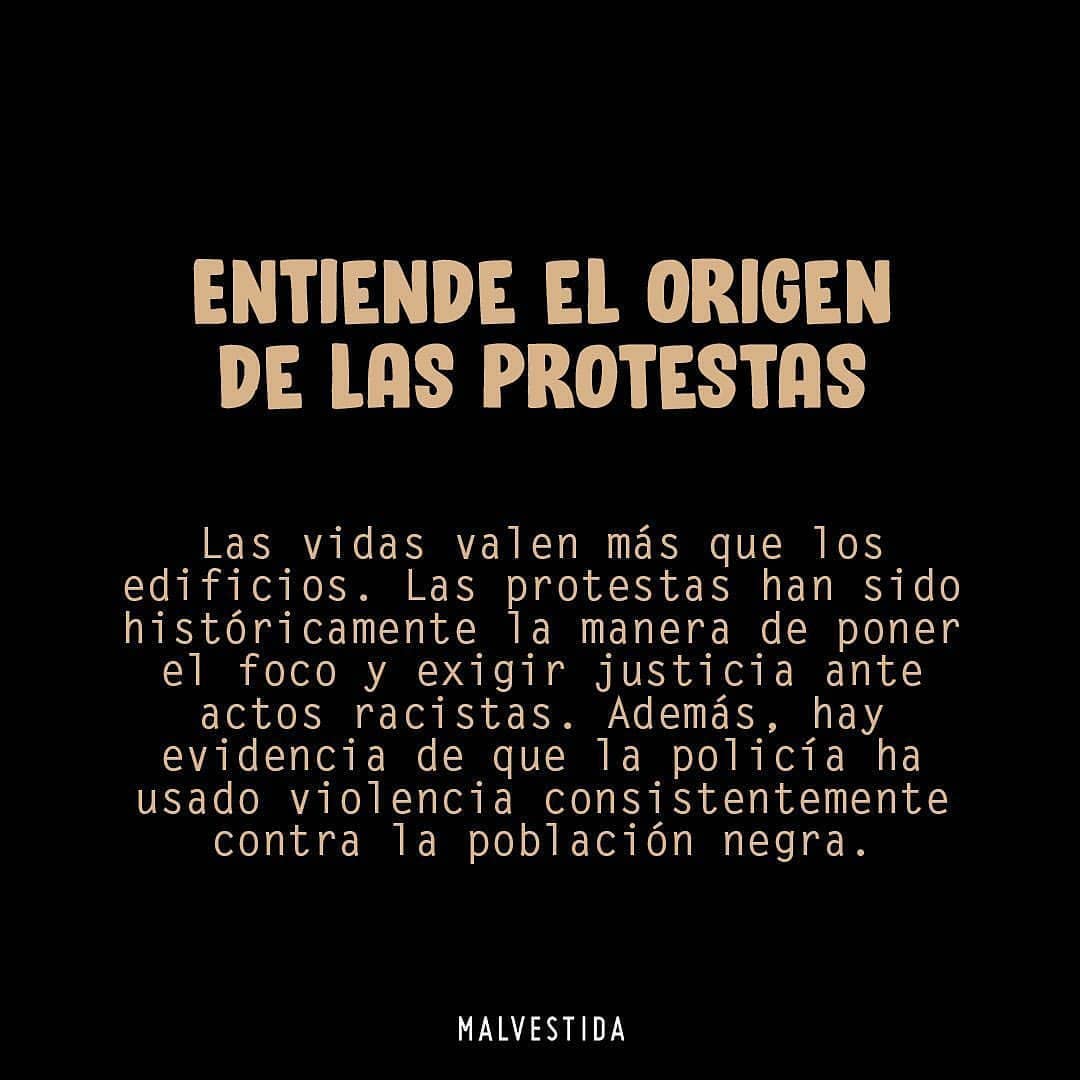 ENTIENDE EL ORIGEN
DE LAS PROTESTAS
Las vidas valen más que los
edificios. Las protestas han sido
históricamente la manera de poner
el foco y exigir justicia ante
actos racistas. Además, hay
evidencia de que la policía ha
usado violencia consistentemente
contra la población negra.
MALVESTIDA